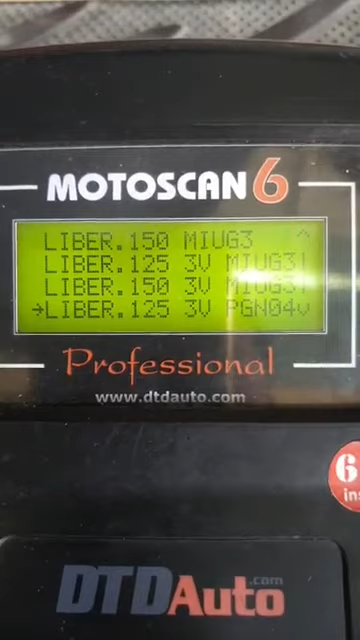 MOTOSCAN 6
LIBER.150 MIUG3 ^
LIBER.125 3V MIUG3↓
LIBER.150 3V MIUG3↓
→LIBER.125 3V PGN04v
Professional
www.dtdauto.com
6
ins
DTDAuto.com